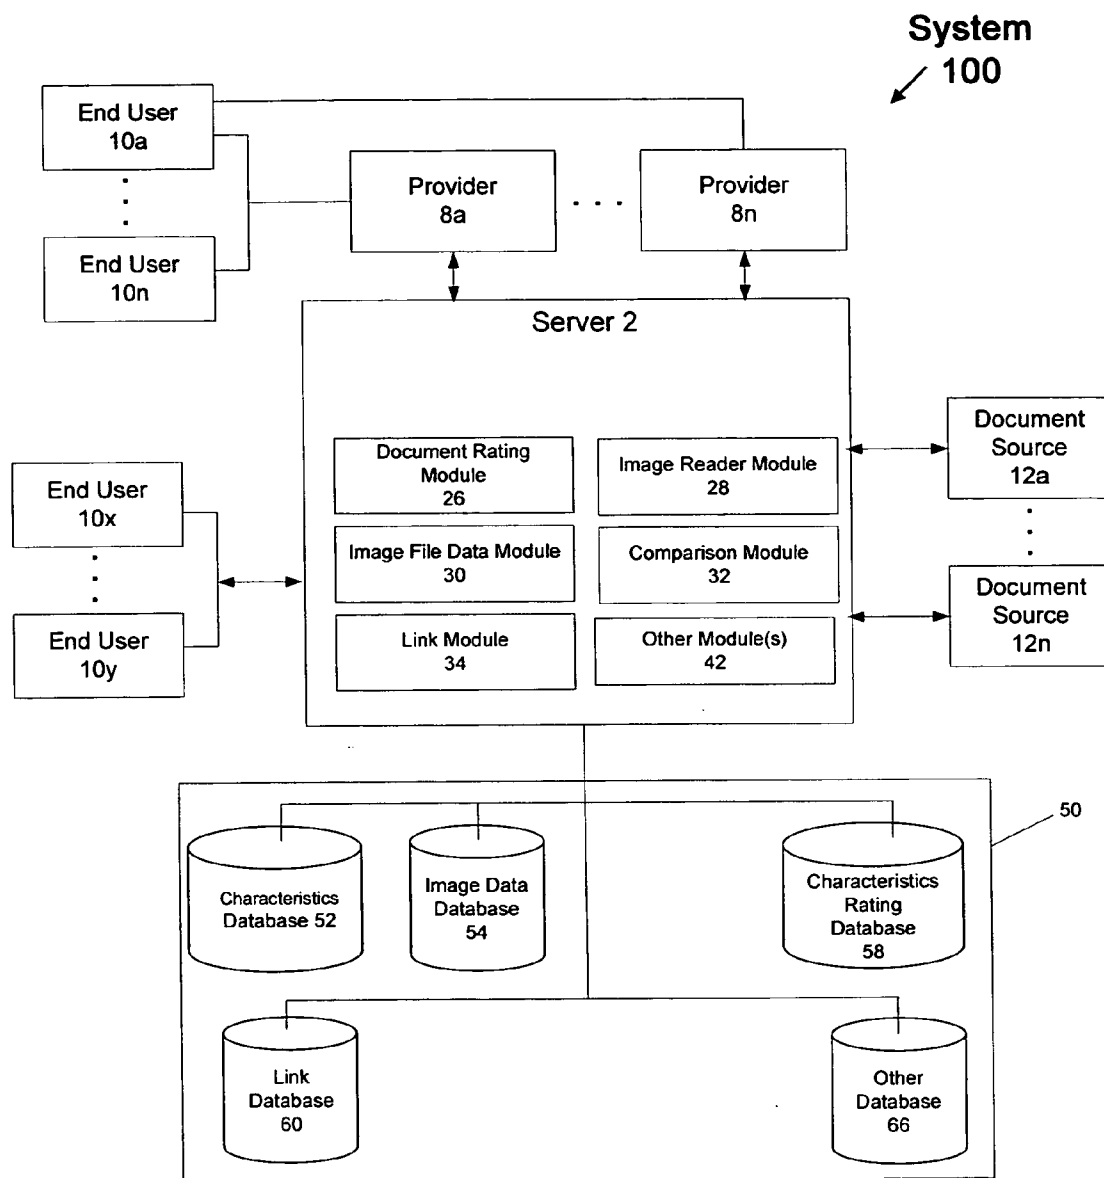 System
100
End User
10a
Provider
8a
Provider
8n
End User
10n
Server 2
Document Rating
Module
26
Image Reader Module
28
Document
Source
12a
End User
10x
Image File Data Module
30
Comparison Module
32
Document
Source
12n
End User
10y
Link Module
34
Other Module(s)
42
50
Characteristics
Database 52
Image Data
Database
54
Characteristics
Rating
Database
58
Link
Database
60
Other
Database
66